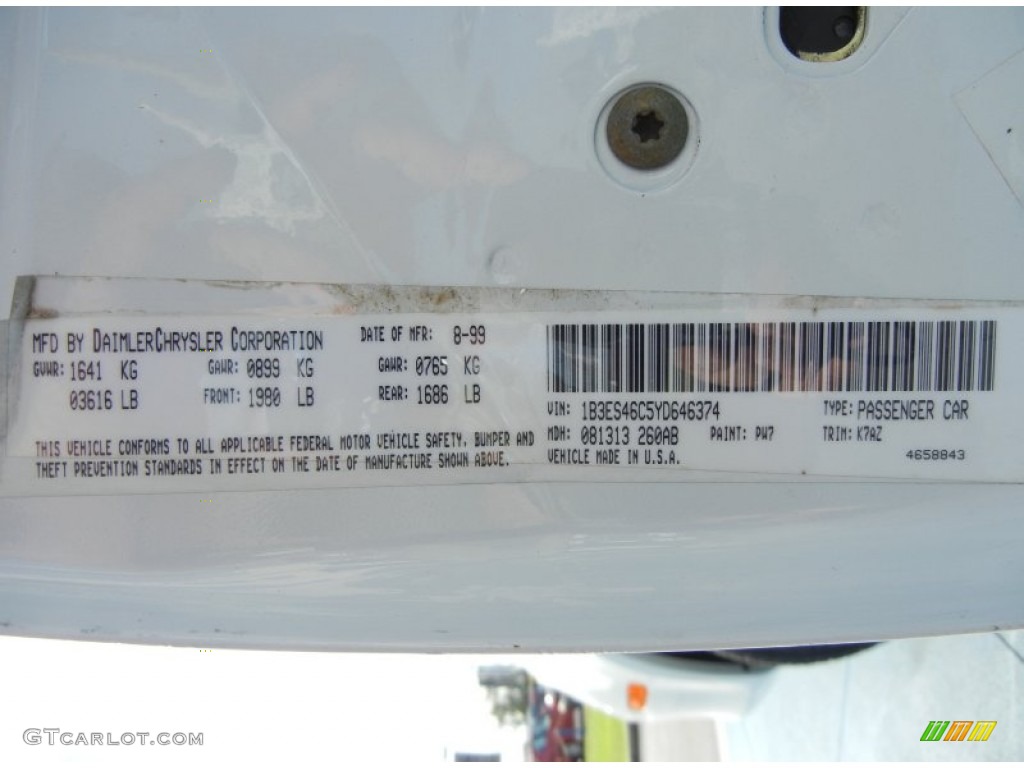 MFD BY DAIMLERCHRYSLER CORPORATION DATE OF MFR: 8-99
GVWR: 1641 KG GAWR: 0899 KG GAWR: 0765 KG
03616 LB FRONT: 1980 LB REAR: 1686 LB
THIS VEHICLE CONFORMS TO ALL APPLICABLE FEDERAL MOTOR VEHICLE SAFETY, BUMPER AND
THEFT PREVENTION STANDARDS IN EFFECT ON THE DATE OF MANUFACTURE SHOWN ABOVE.
VIN: 1B3ES46C5YD646374 TYPE: PASSENGER CAR
MDH: 081313 260AB PAINT: PW7 TRIM: K7AZ
VEHICLE MADE IN U.S.A. 4658843
GTCARLOT.COM